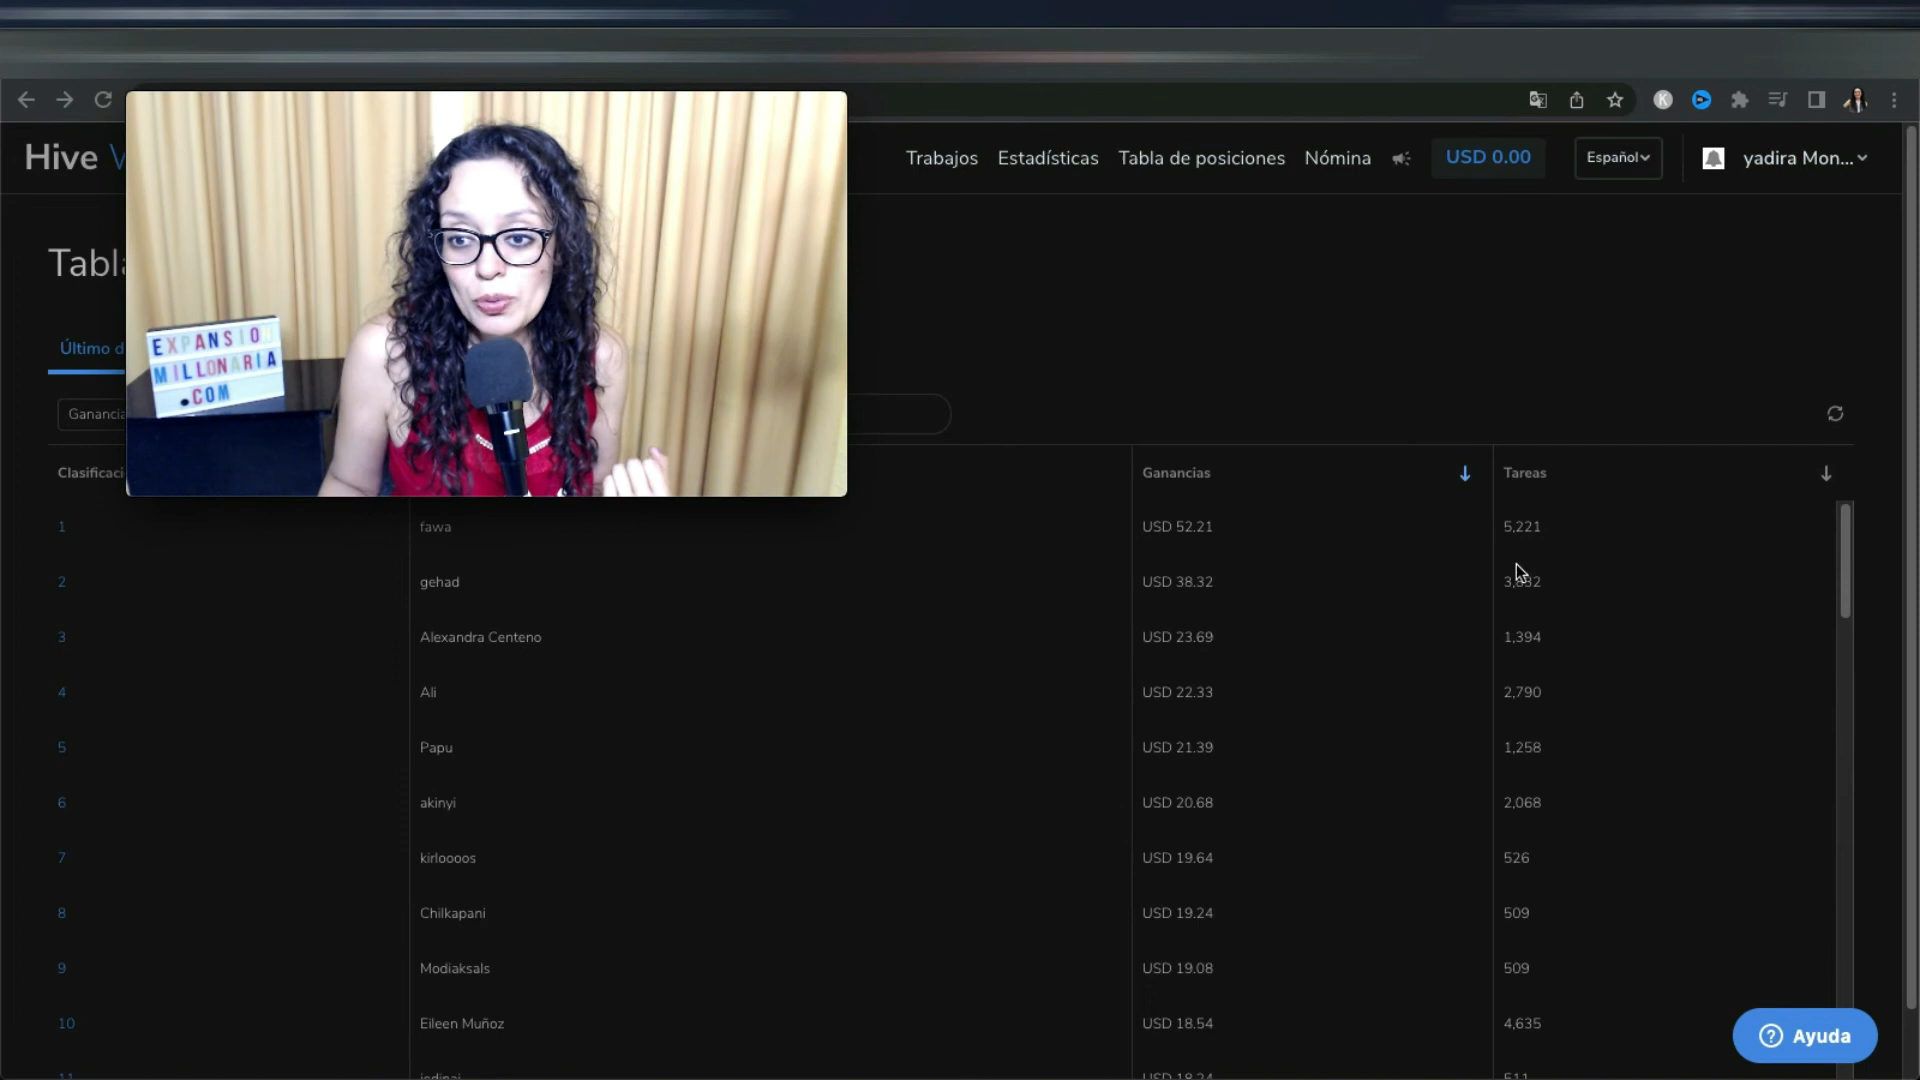 Hive
Trabajos Estadísticas Tabla de posiciones Nómina USD 0.00 Español yadira Mon...
Último d
EXPANSION
MILLONARIA
.COM
Clasificaci Ganancias Tareas
1 fawa USD 52.21 5,221
2 gehad USD 38.32
3 Alexandra Centeno USD 23.69 1,394
4 Ali USD 22.33 2,790
5 Papu USD 21.39 1,258
6 akinyi USD 20.68 2,068
7 kirloooos USD 19.64 526
8 Chilkapani USD 19.24 509
9 Modiaksals USD 19.08 509
10 Eileen Muñoz USD 18.54 4,635
Ayuda